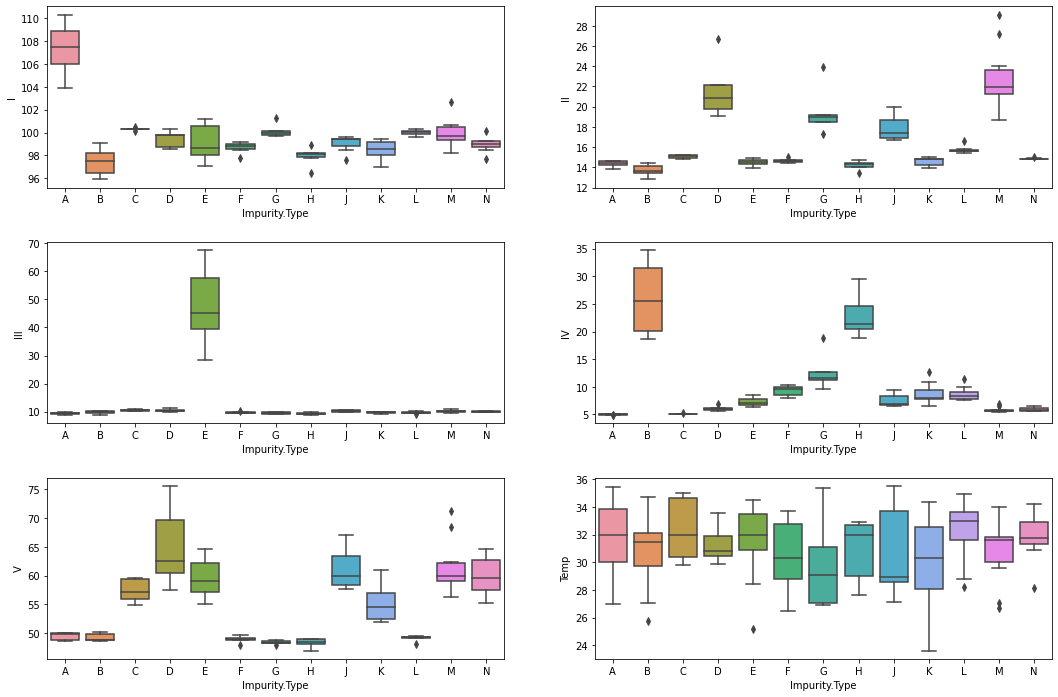 110
108
106
104
102
100
98
96
I
A B C D E F G H J K L M N
Impurity.Type
28
26
24
22
20
18
16
14
12
II
A B C D E F G H J K L M N
Impurity.Type
70
60
50
40
30
20
10
III
A B C D E F G H J K L M N
Impurity.Type
35
30
25
20
15
10
5
IV
A B C D E F G H J K L M N
Impurity.Type
75
70
65
60
55
50
V
A B C D E F G H J K L M N
Impurity.Type
36
34
32
30
28
26
24
Temp
A B C D E F G H J K L M N
Impurity.Type